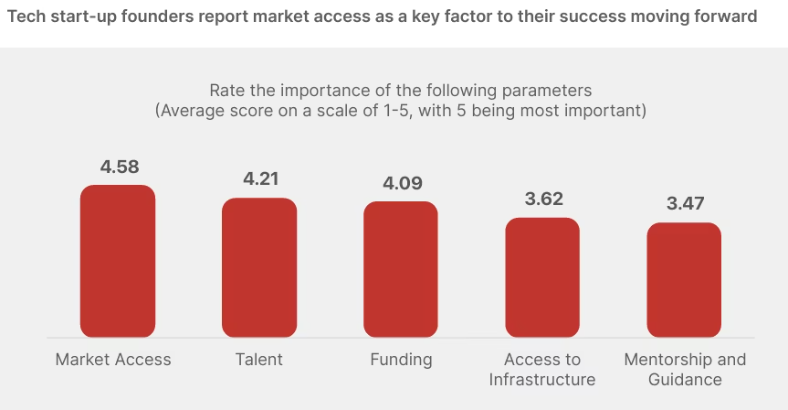 Tech start-up founders report market access as a key factor to their success moving forward
Rate the importance of the following parameters
(Average score on a scale of 1-5, with 5 being most important)
4.58
4.21
4.09
3.62
3.47
Market Access
Talent
Funding
Access to
Infrastructure
Mentorship and
Guidance